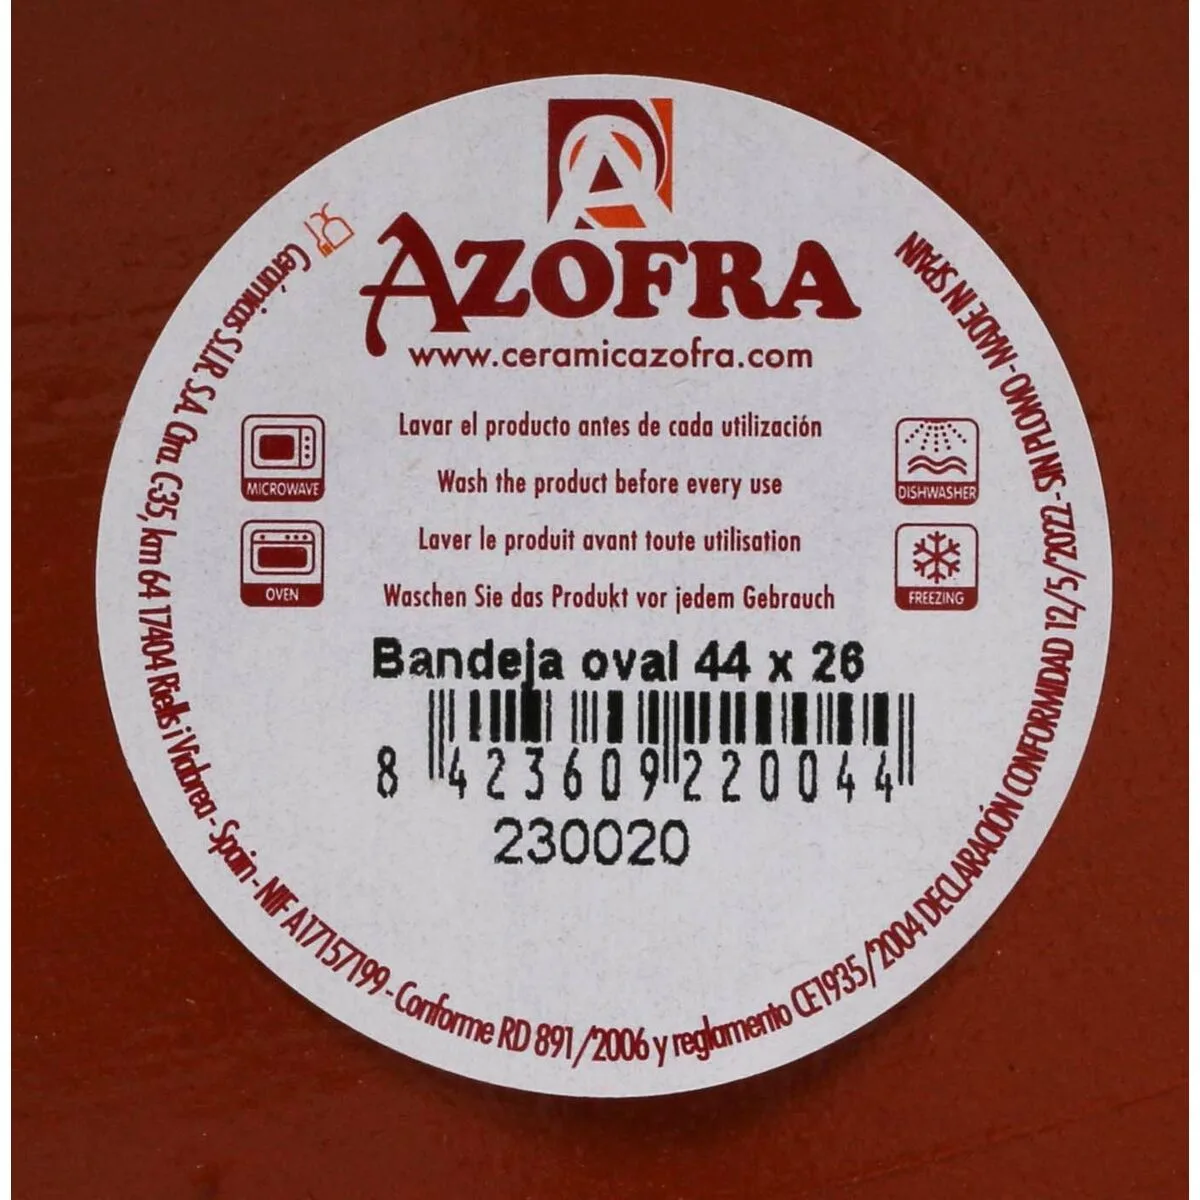 AZOFRA
www.ceramicazofra.com
Lavar el producto antes de cada utilización
Wash the product before every use
Laver le produit avant toute utilisation
Waschen Sie das Produkt vor jedem Gebrauch
MICROWAVE
OVEN
DISHWASHER
FREEZING
Bandeja oval 44 x 26
8 423609 220044
230020
Cerámicas S.I.R. S.A. Ctra. C-35, km 64 17404 Riells i Viabrea - Spain - NIF A17157199 - Conforme RD 891/2006 y reglamento CE1935/2004 DECLARACIÓN CONFORMIDAD 12/5/2022 - SIN PLOMO - MADE IN SPAIN